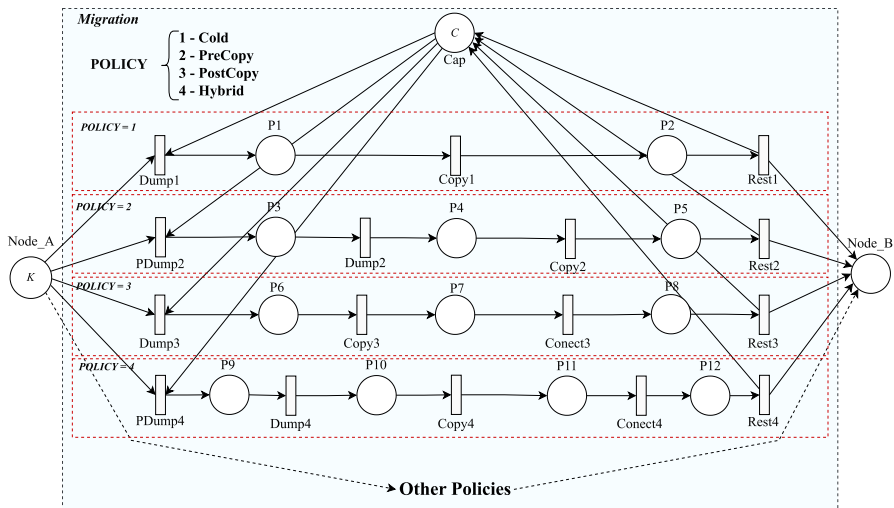 Migration
POLICY
1 - Cold
2 - PreCopy
3 - PostCopy
4 - Hybrid
C
Cap
POLICY = 1
P1
P2
Dump1
Copy1
Rest1
POLICY = 2
P3
P4
P5
PDump2
Dump2
Copy2
Rest2
Node_A
K
Node_B
POLICY = 3
P6
P7
P8
Dump3
Copy3
Conect3
Rest3
POLICY = 4
P9
P10
P11
P12
PDump4
Dump4
Copy4
Conect4
Rest4
Other Policies